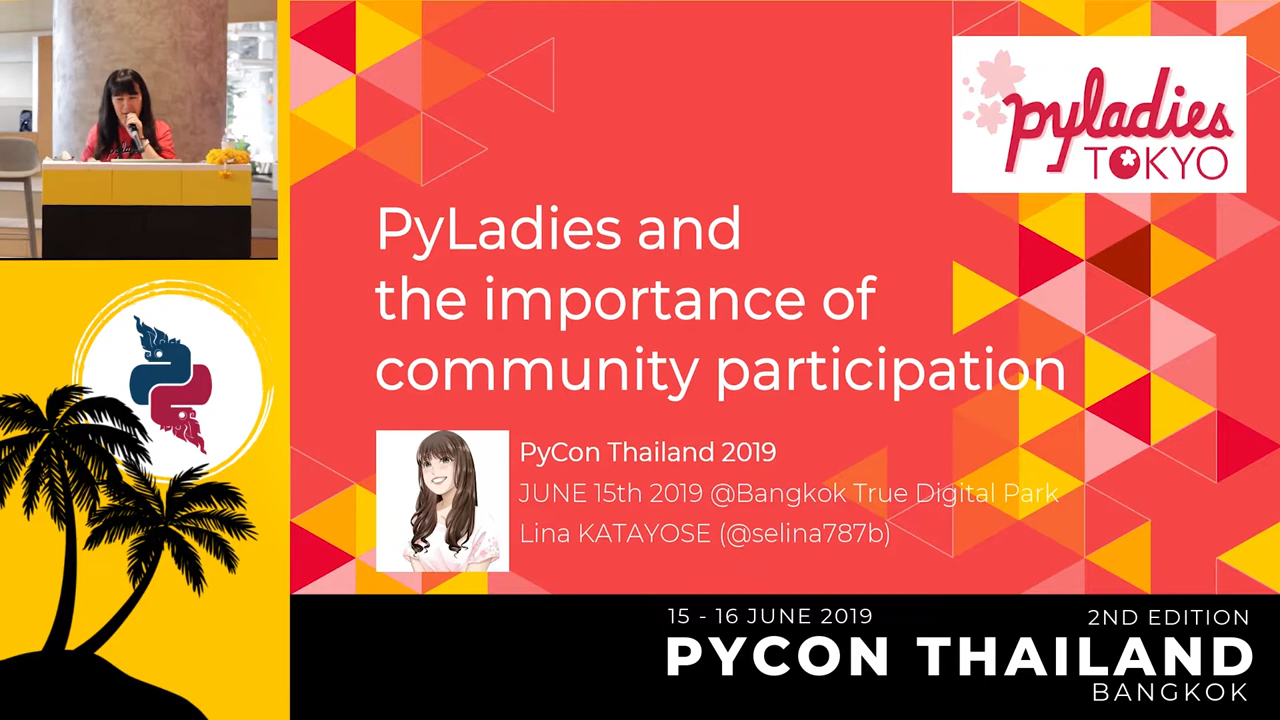 pyladies
TOKYO
PyLadies and
the importance of
community participation
PyCon Thailand 2019
JUNE 15th 2019 @Bangkok True Digital Park
Lina KATAYOSE (@selina787b)
15 - 16 JUNE 2019
2ND EDITION
PYCON THAILAND
BANGKOK